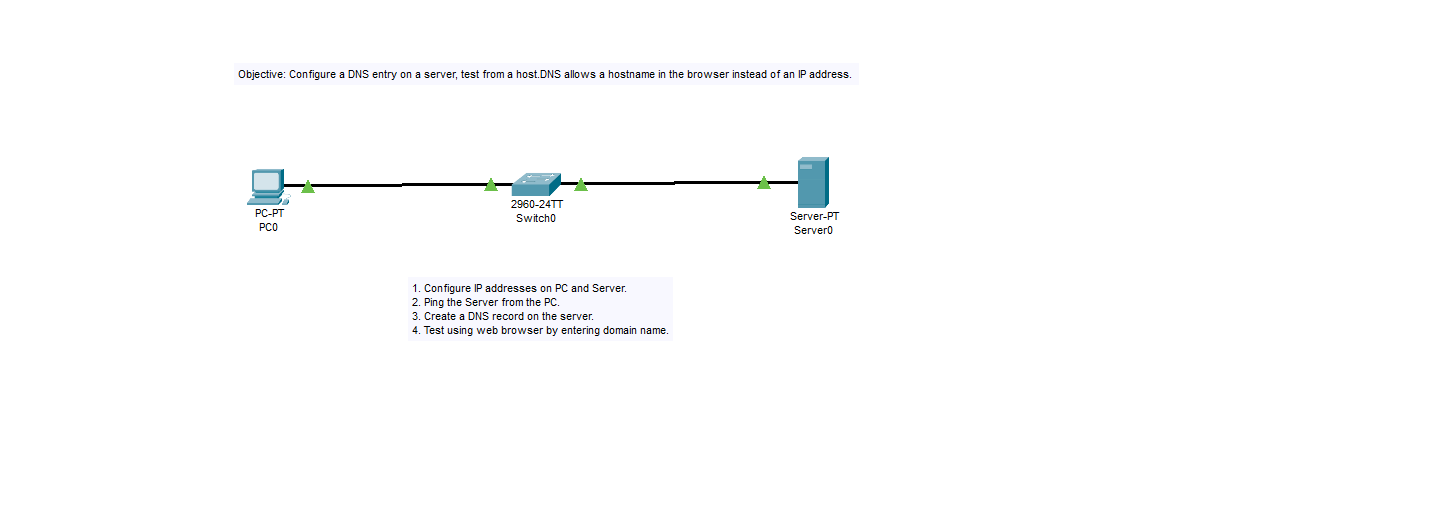 Objective: Configure a DNS entry on a server, test from a host.DNS allows a hostname in the browser instead of an IP address.
PC-PT
PC0
2960-24TT
Switch0
Server-PT
Server0
1. Configure IP addresses on PC and Server.
2. Ping the Server from the PC.
3. Create a DNS record on the server.
4. Test using web browser by entering domain name.